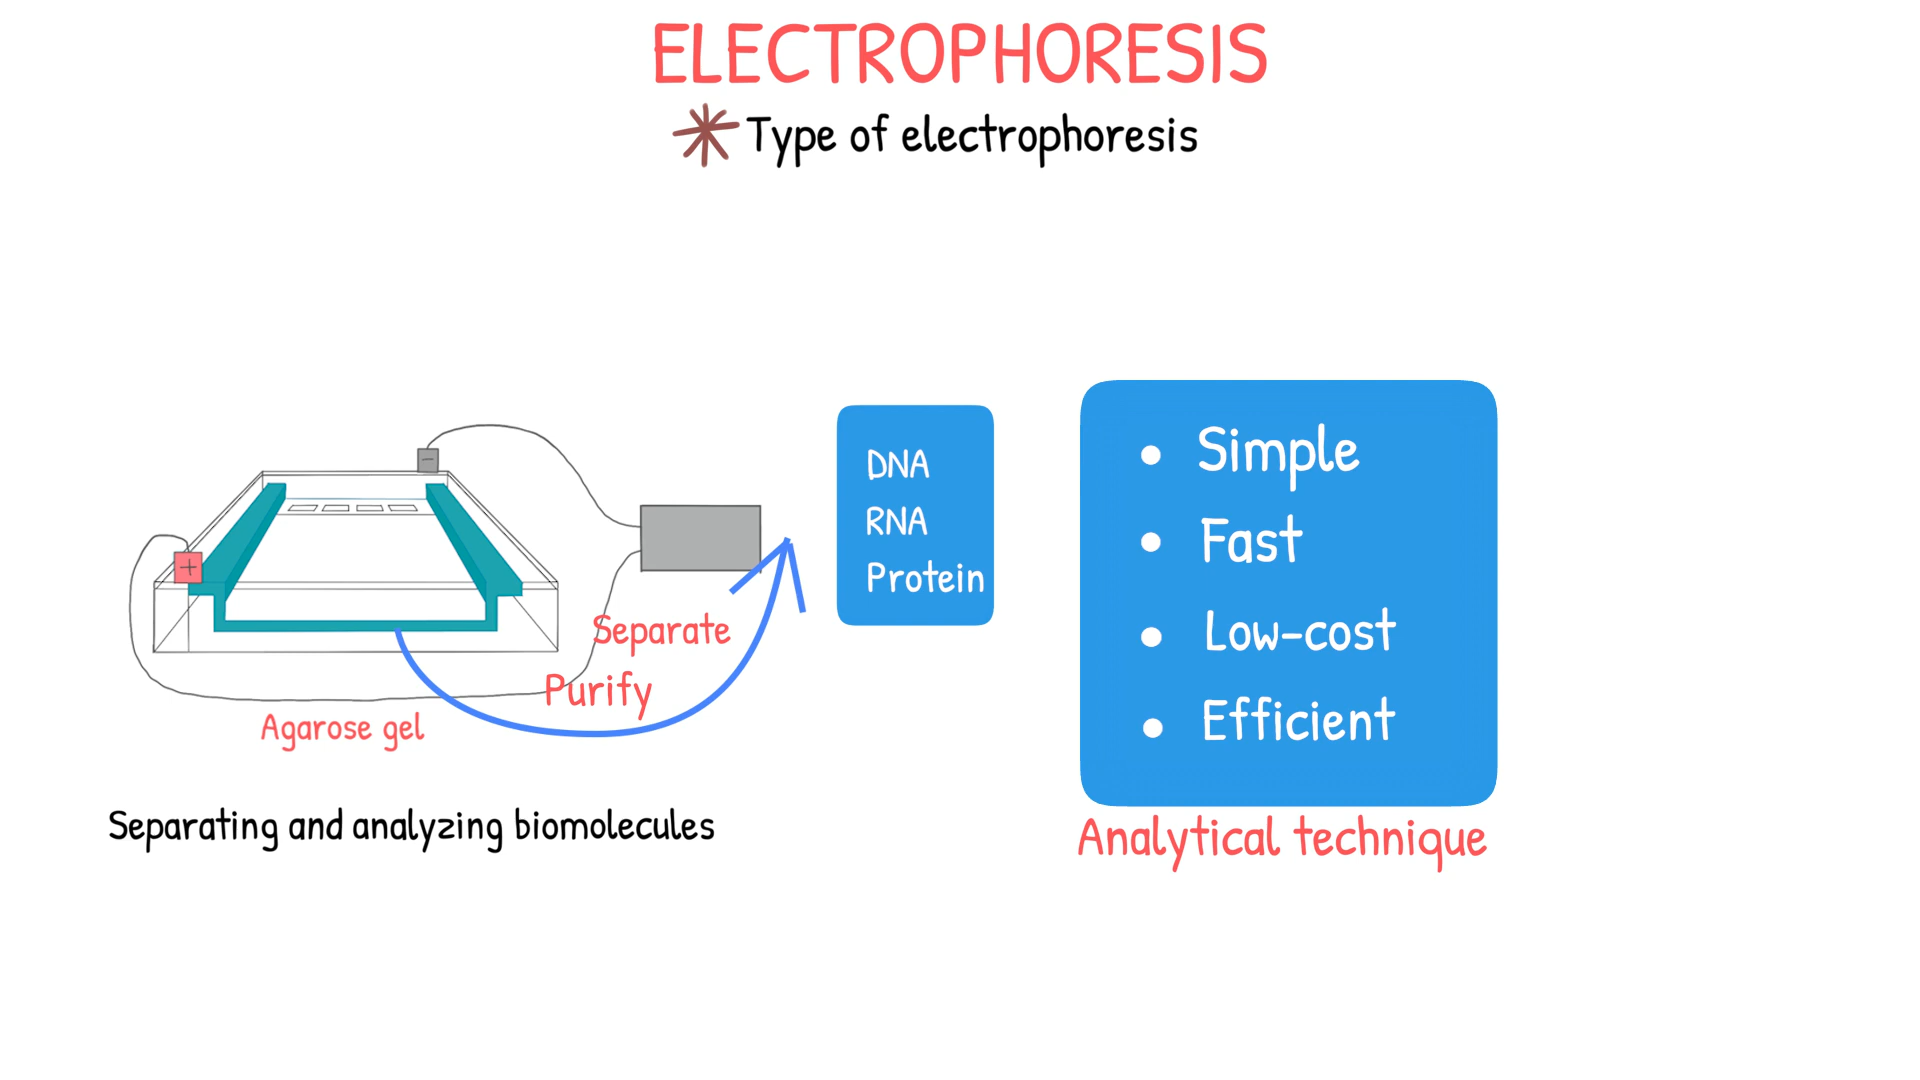 ELECTROPHORESIS
Type of electrophoresis
−
+
DNA
RNA
Protein
Separate
Purify
Agarose gel
Separating and analyzing biomolecules
• Simple
• Fast
• Low-cost
• Efficient
Analytical technique